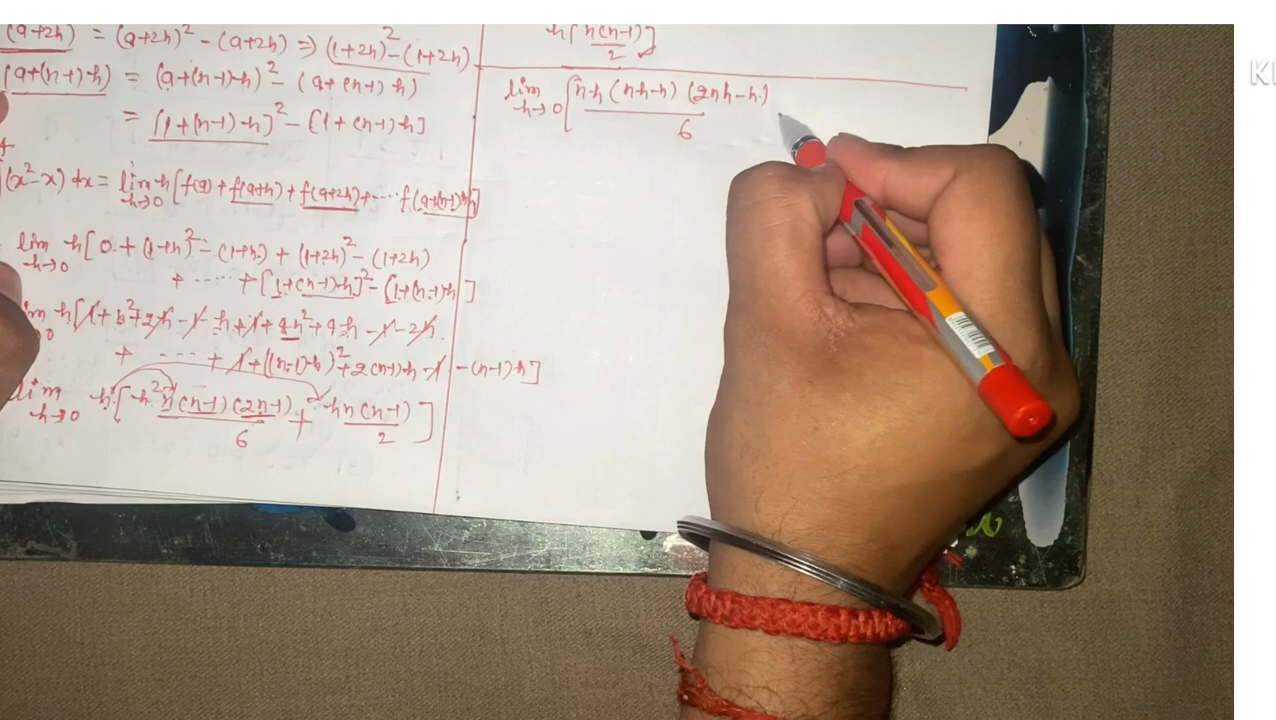 (a+2h) = (a+2h)² - (a+2h) ⇒ (1+2h)² - (1+2h)
(a+(n-1)h) = (a+(n-1)h)² - (a+(n-1)h)
= [1+(n-1)h]² - [1+(n-1)h]
4
(x²-x) dx = lim h→0 h[f(a) + f(a+h) + f(a+2h) + ---- f(a+(n-1)h)]
lim h→0 h[0 + (1+h)² - (1+h) + (1+2h)² - (1+2h)
+ ---- + [1+(n-1)h]² - (1+(n-1)h]
lim h[1+h²+2h-1-h+1+4h²+4h-1-2h
+ ---- + 1+((n-1)h)²+2(n-1)h-1 -(n-1)h]
lim h→0 h[h² n(n-1)(2n-1)/6 + hn(n-1)/2]
h[n(n-1)/2]
lim h→0 [nh(nh-h)(2nh-h)/6